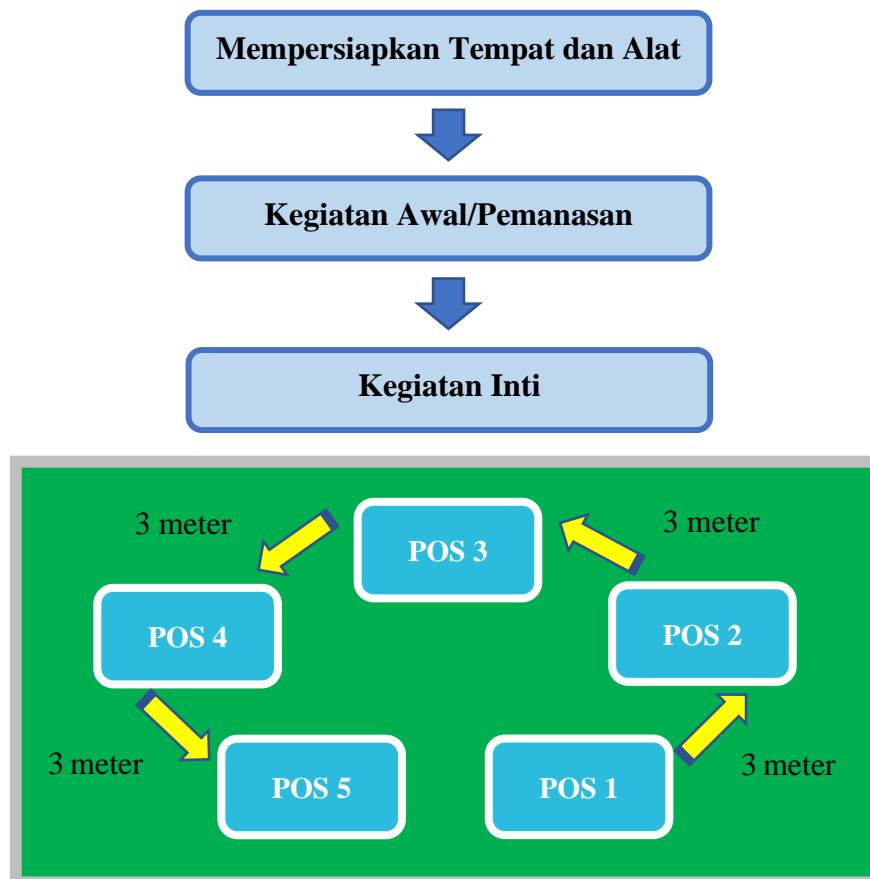 Mempersiapkan Tempat dan Alat
Kegiatan Awal/Pemanasan
Kegiatan Inti
3 meter
3 meter
POS 3
POS 4
POS 2
3 meter
3 meter
POS 5
POS 1